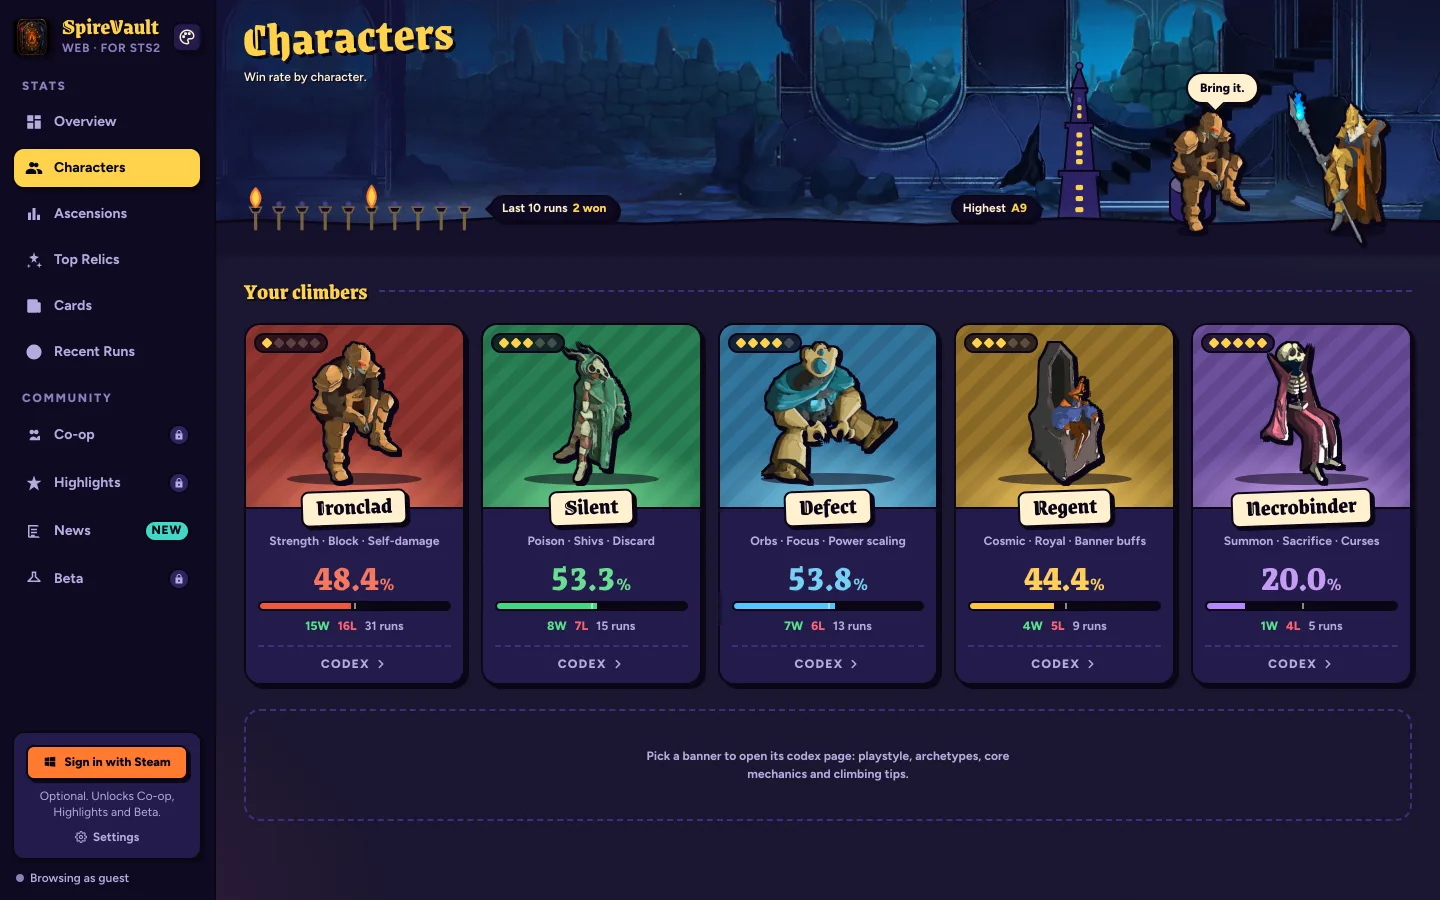 SpireVault
WEB · FOR STS2
STATS
Overview
Characters
Ascensions
Top Relics
Cards
Recent Runs
COMMUNITY
Co-op
Highlights
News NEW
Beta
Sign in with Steam
Optional. Unlocks Co-op,
Highlights and Beta.
Settings
Browsing as guest
Characters
Win rate by character.
Bring it.
Last 10 runs 2 won
Highest A9
Your climbers
Ironclad
Strength · Block · Self-damage
48.4%
15W 16L 31 runs
CODEX
Silent
Poison · Shivs · Discard
53.3%
8W 7L 15 runs
CODEX
Defect
Orbs · Focus · Power scaling
53.8%
7W 6L 13 runs
CODEX
Regent
Cosmic · Royal · Banner buffs
44.4%
4W 5L 9 runs
CODEX
Necrobinder
Summon · Sacrifice · Curses
20.0%
1W 4L 5 runs
CODEX
Pick a banner to open its codex page: playstyle, archetypes, core
mechanics and climbing tips.